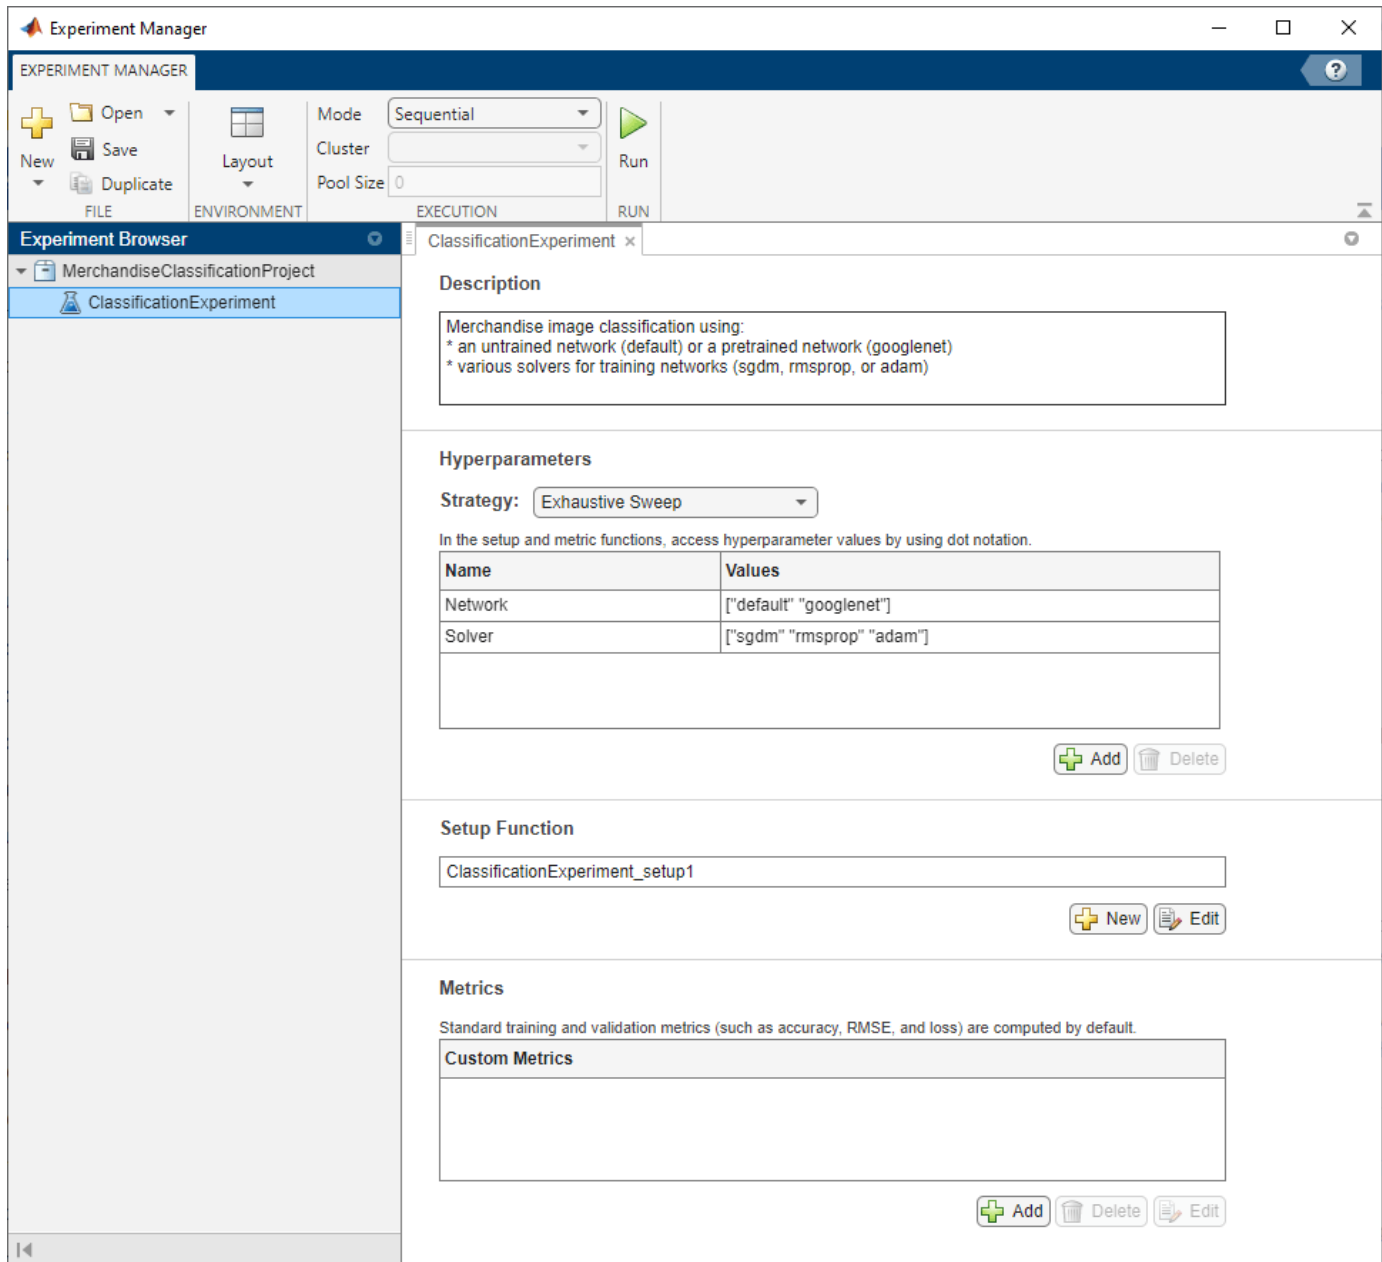 Experiment Manager
EXPERIMENT MANAGER
?
New
Open
Save
Duplicate
FILE
Layout
ENVIRONMENT
Mode Sequential
Cluster
Pool Size 0
EXECUTION
Run
RUN
Experiment Browser
MerchandiseClassificationProject
ClassificationExperiment
ClassificationExperiment ×
Description
Merchandise image classification using:
* an untrained network (default) or a pretrained network (googlenet)
* various solvers for training networks (sgdm, rmsprop, or adam)
Hyperparameters
Strategy: Exhaustive Sweep
In the setup and metric functions, access hyperparameter values by using dot notation.
Name Values
Network ["default" "googlenet"]
Solver ["sgdm" "rmsprop" "adam"]
Add Delete
Setup Function
ClassificationExperiment_setup1
New Edit
Metrics
Standard training and validation metrics (such as accuracy, RMSE, and loss) are computed by default.
Custom Metrics
Add Delete Edit